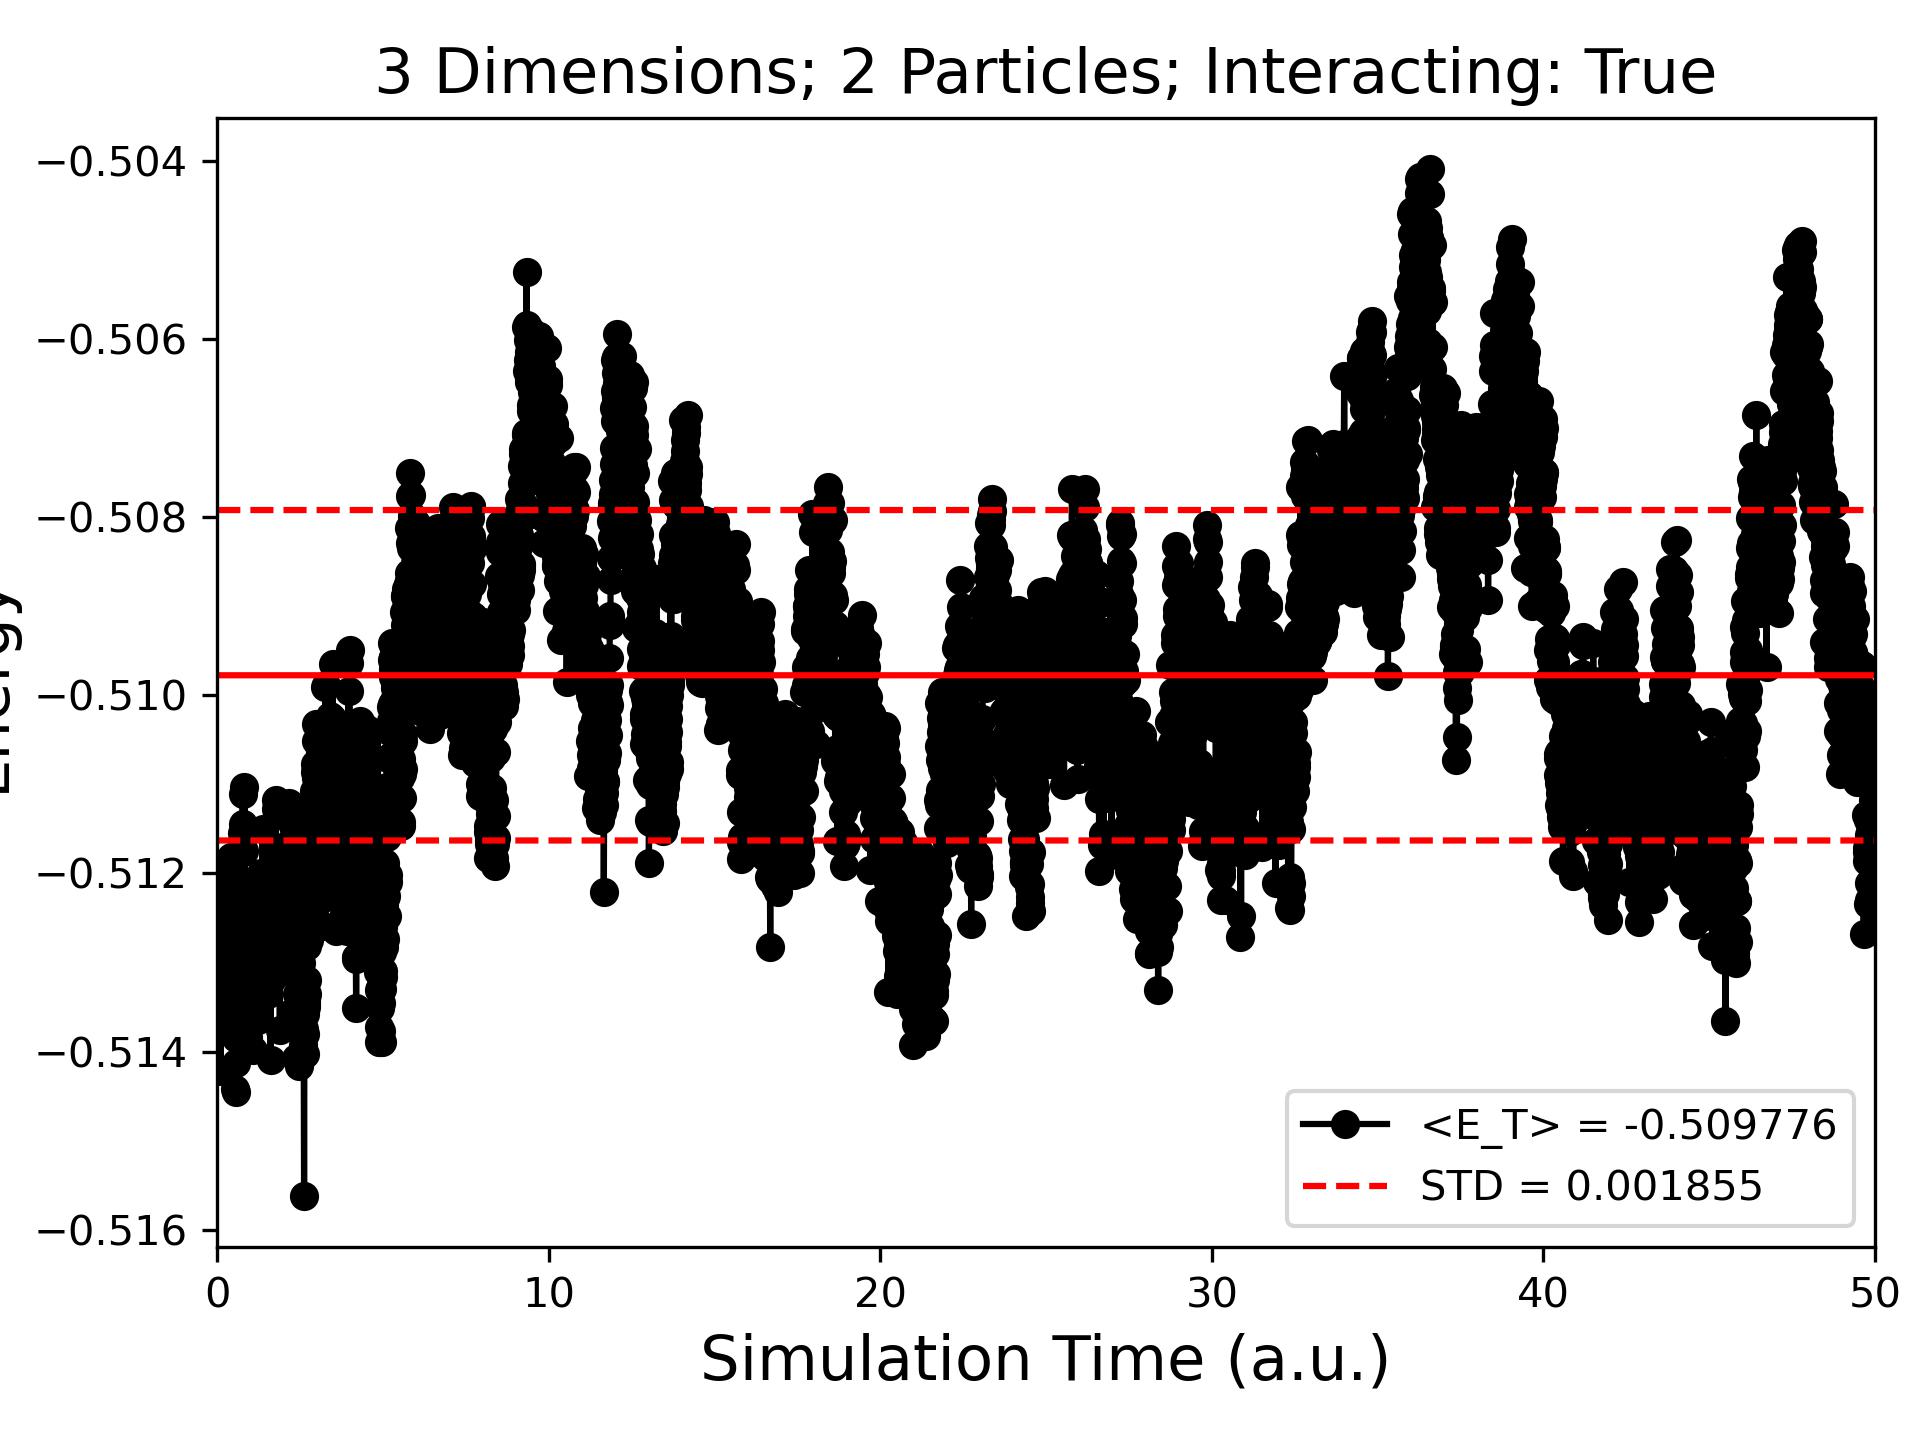 3 Dimensions; 2 Particles; Interacting: True
−0.504
−0.506
−0.508
−0.510
−0.512
−0.514
−0.516
Energy
<E_T> = -0.509776
STD = 0.001855
0 10 20 30 40 50
Simulation Time (a.u.)